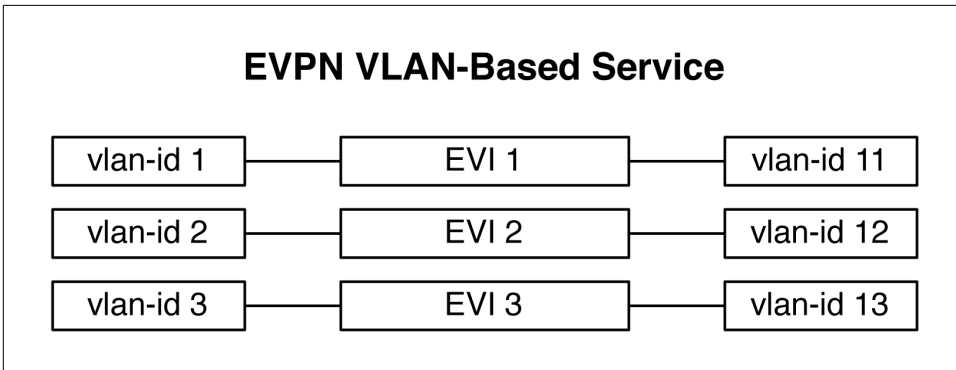 EVPN VLAN-Based Service
vlan-id 1 EVI 1 vlan-id 11
vlan-id 2 EVI 2 vlan-id 12
vlan-id 3 EVI 3 vlan-id 13